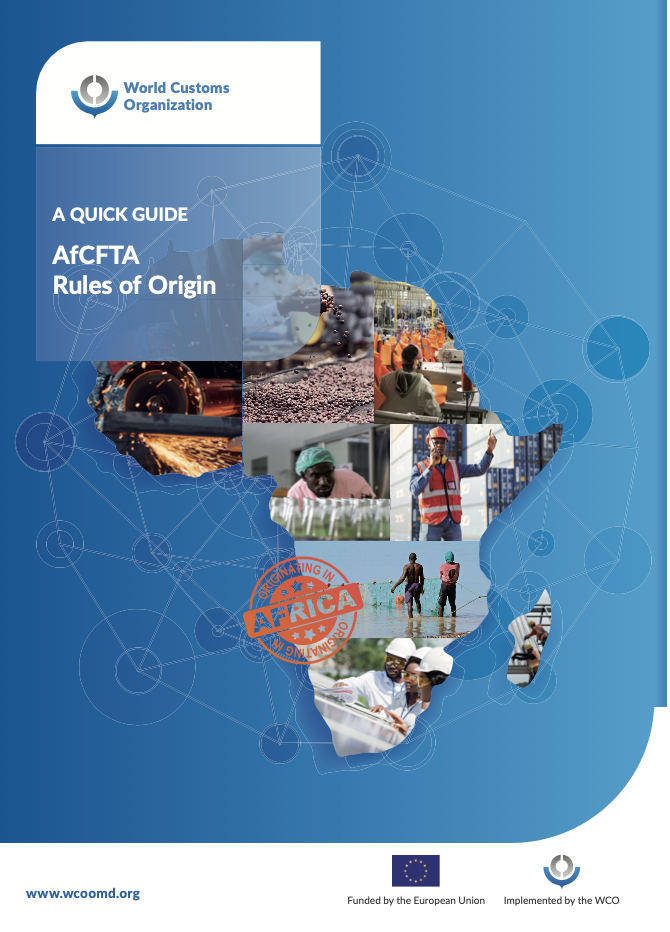 World Customs
Organization
A QUICK GUIDE
AfCFTA
Rules of Origin
ORIGINATING IN
AFRICA
ORIGINATING IN
www.wcoomd.org
Funded by the European Union
Implemented by the WCO